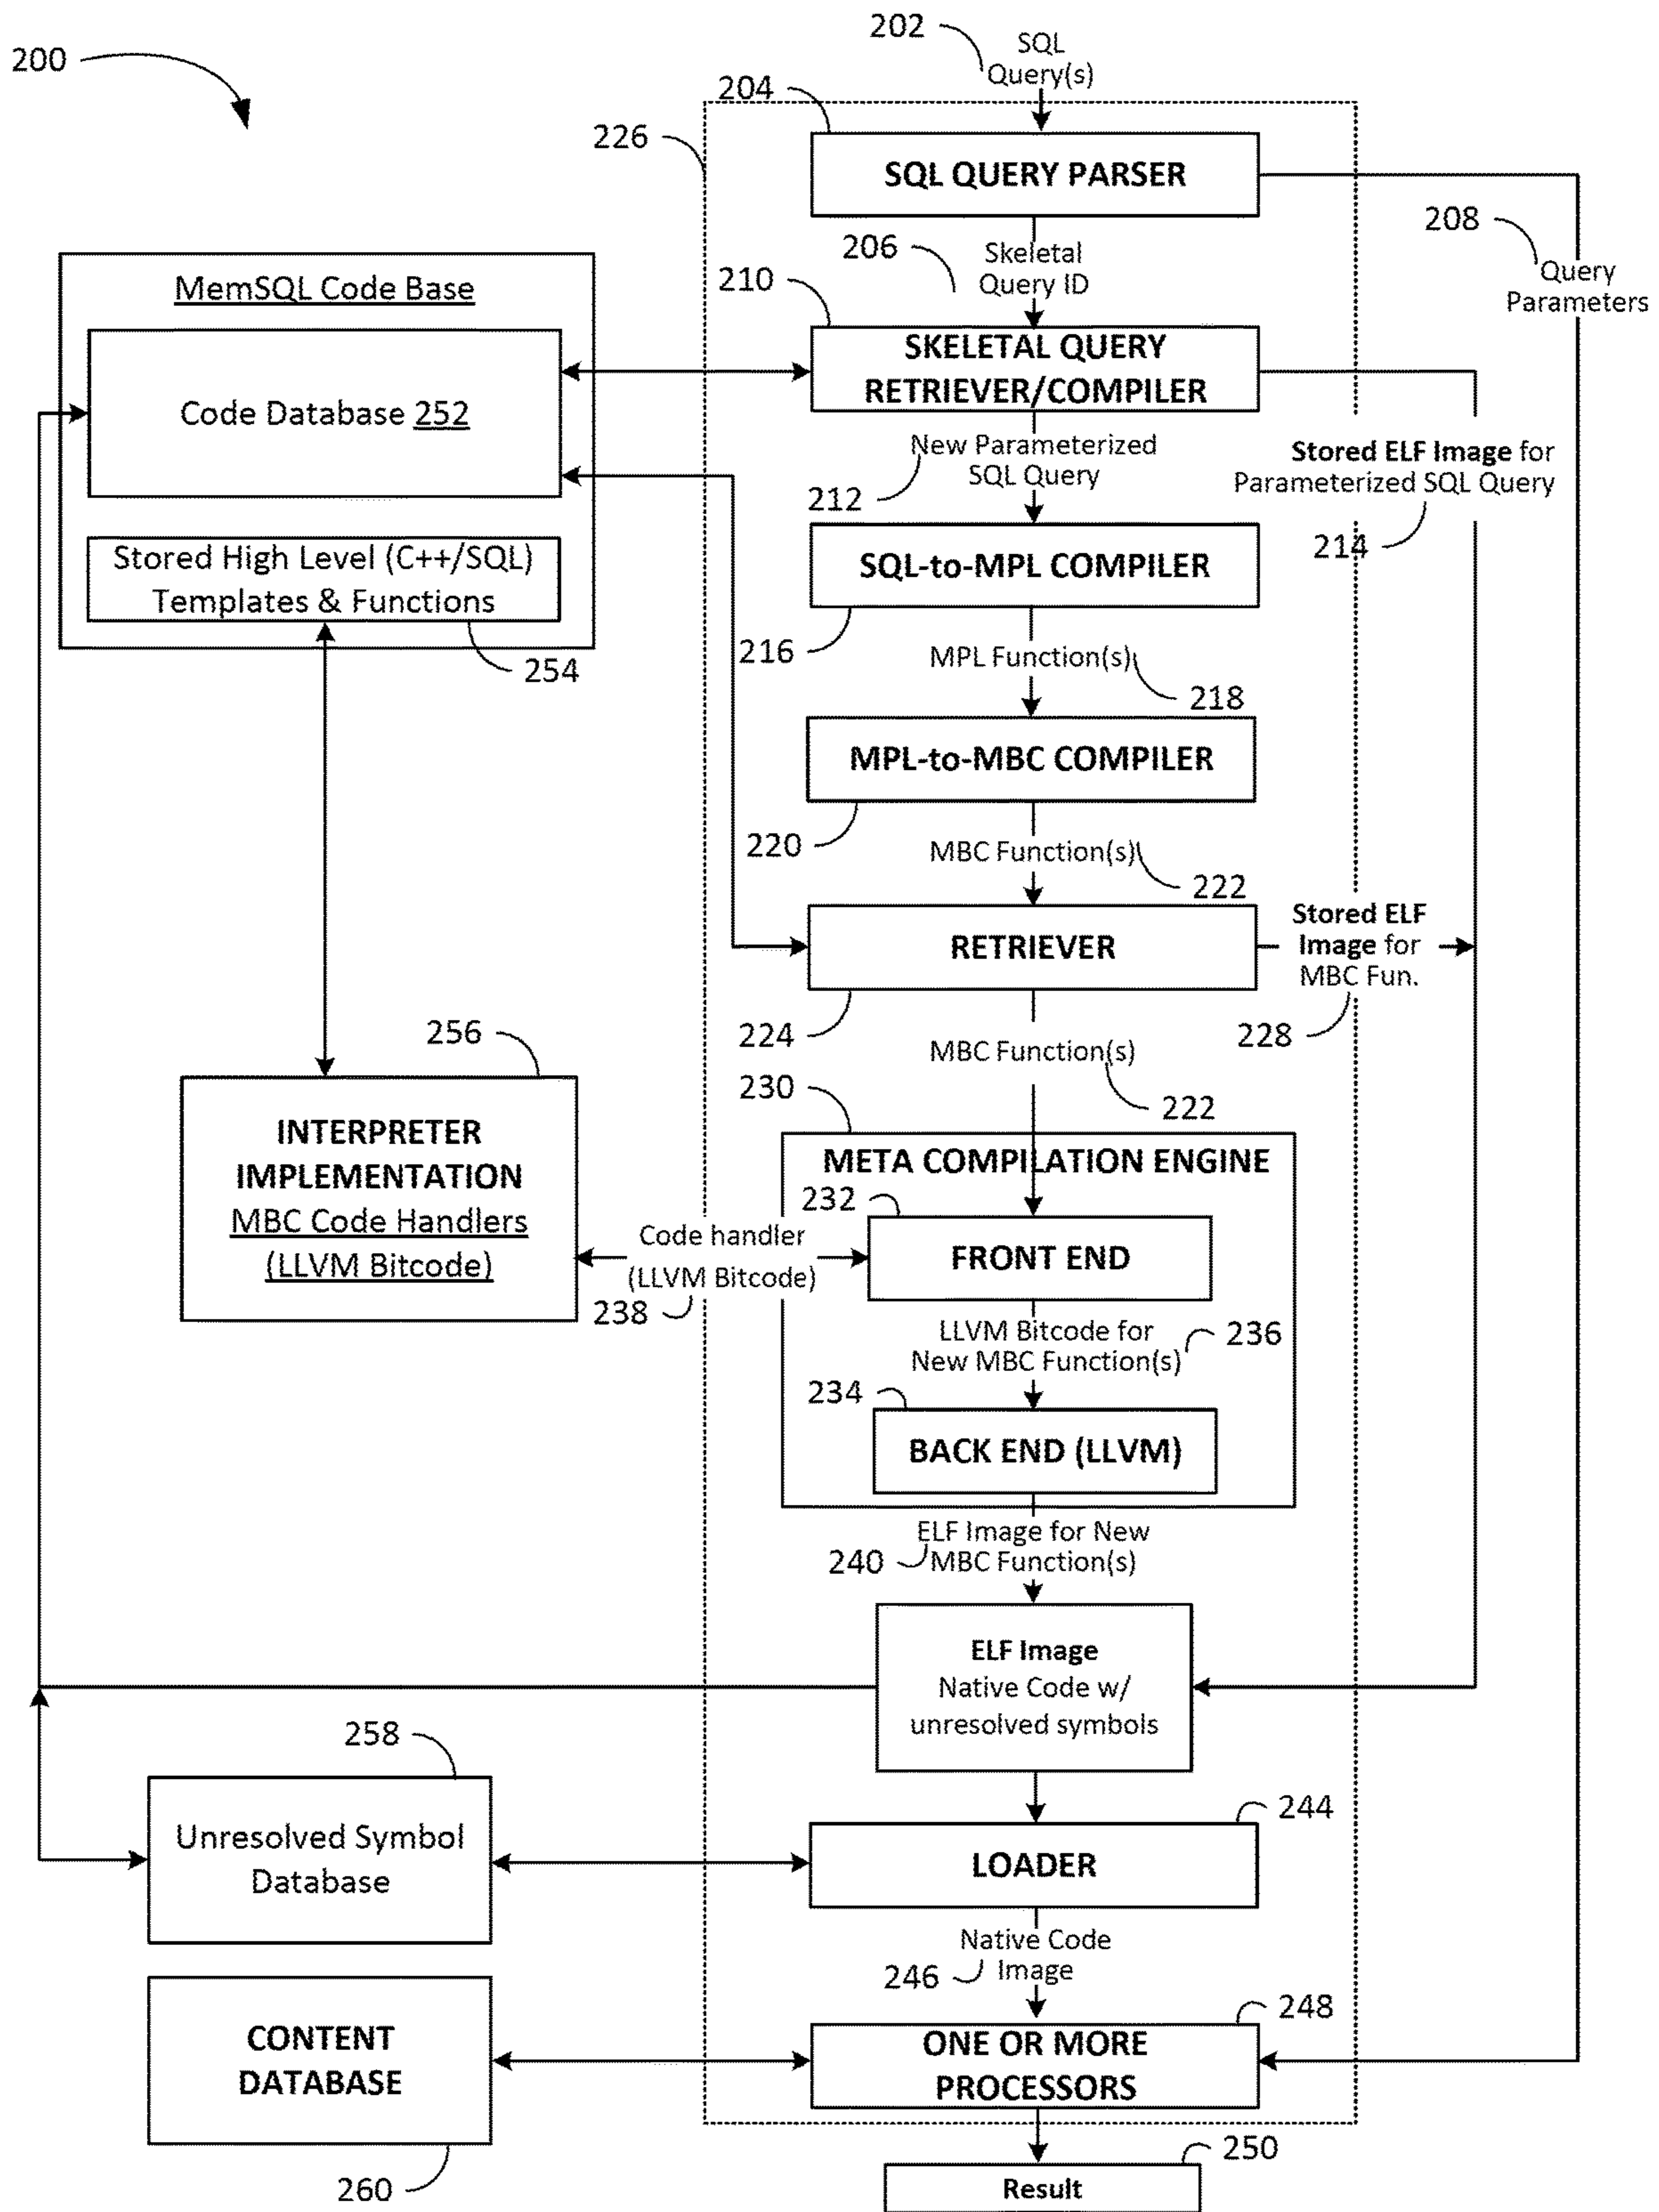 200
202
SQL
Query(s)
204
226
SQL QUERY PARSER
208
Query
Parameters
206
Skeletal
Query ID
210
MemSQL Code Base
Code Database 252
SKELETAL QUERY
RETRIEVER/COMPILER
New Parameterized
SQL Query
212
Stored ELF Image for
Parameterized SQL Query
214
Stored High Level (C++/SQL)
Templates & Functions
254
SQL-to-MPL COMPILER
216
MPL Function(s)
218
MPL-to-MBC COMPILER
220
MBC Function(s)
222
RETRIEVER
224
Stored ELF
Image for
MBC Fun.
228
MBC Function(s)
222
256
INTERPRETER
IMPLEMENTATION
MBC Code Handlers
(LLVM Bitcode)
230
META COMPILATION ENGINE
232
FRONT END
Code handler
(LLVM Bitcode)
238
LLVM Bitcode for
New MBC Function(s)
236
234
BACK END (LLVM)
ELF Image for New
MBC Function(s)
240
ELF Image
Native Code w/
unresolved symbols
258
Unresolved Symbol
Database
244
LOADER
Native Code
Image
246
248
CONTENT
DATABASE
260
ONE OR MORE
PROCESSORS
250
Result